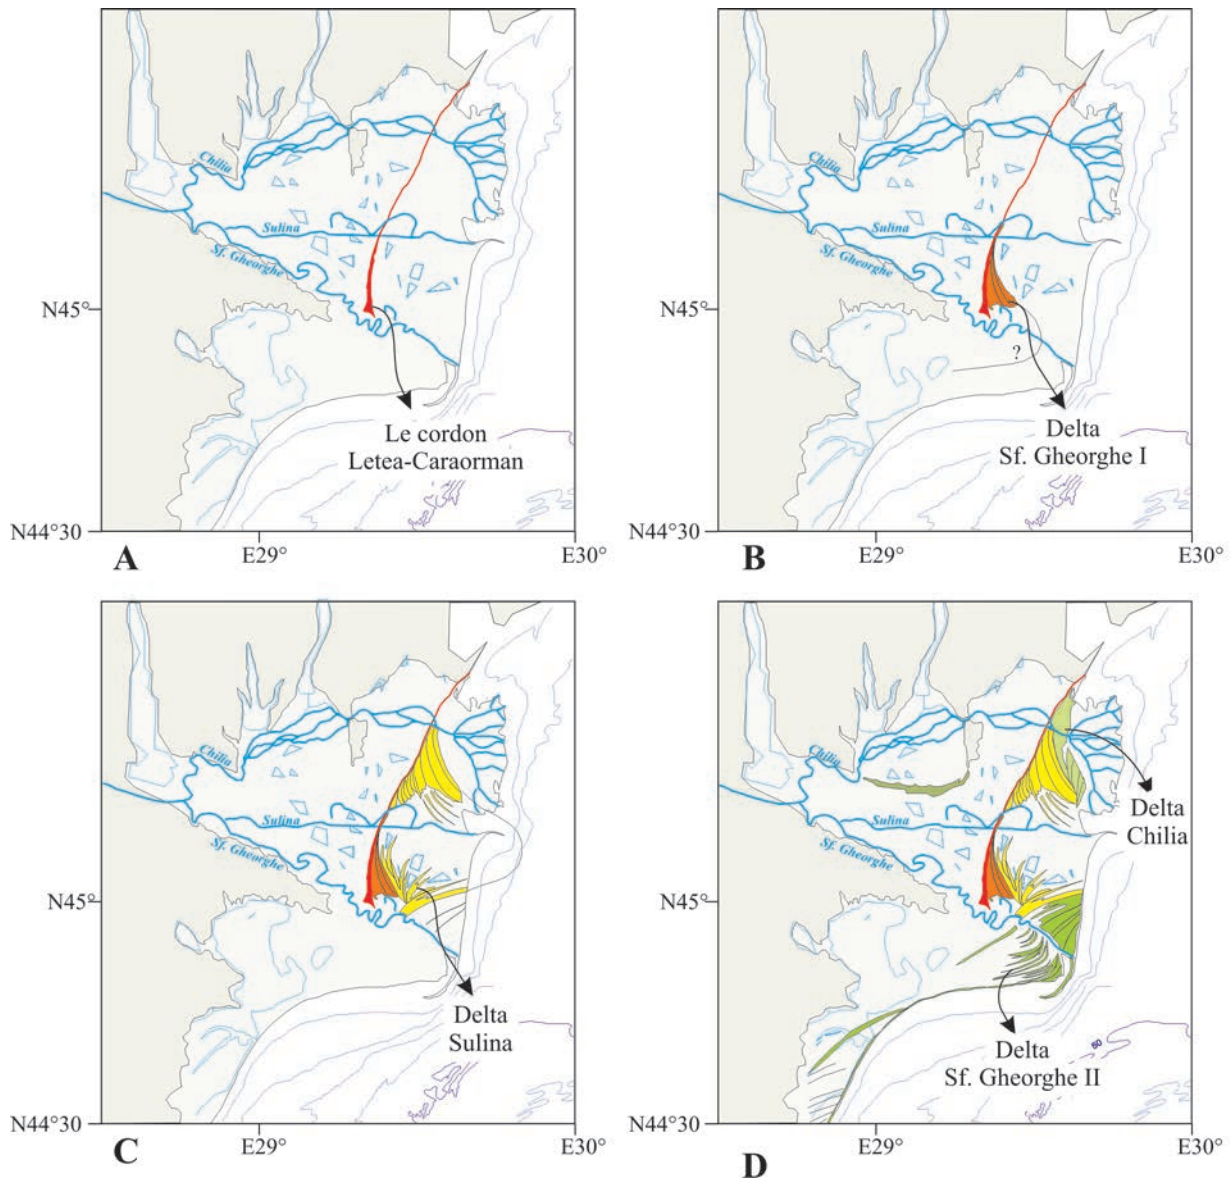 Chilia
Sulina
Sf. Gheorghe
N45°
Le cordon
Letea-Caraorman
N44°30
E29°
E30°
A
Chilia
Sulina
Sf. Gheorghe
N45°
?
Delta
Sf. Gheorghe I
N44°30
E29°
E30°
B
Chilia
Sulina
Sf. Gheorghe
N45°
Delta
Sulina
N44°30
E29°
E30°
C
Chilia
Sulina
Sf. Gheorghe
Delta
Chilia
N45°
50
Delta
Sf. Gheorghe II
N44°30
E29°
E30°
D